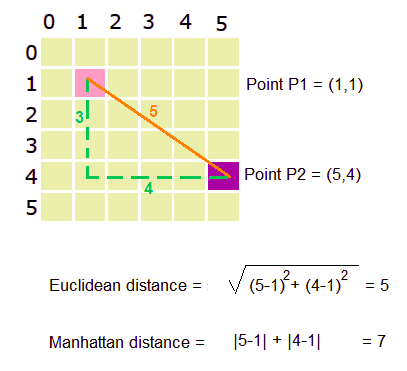 0 1 2 3 4 5
0
1 Point P1 = (1,1)
2 3 5
3
4 Point P2 = (5,4)
4
5
Euclidean distance = √(5-1)² + (4-1)² = 5
Manhattan distance = |5-1| + |4-1| = 7